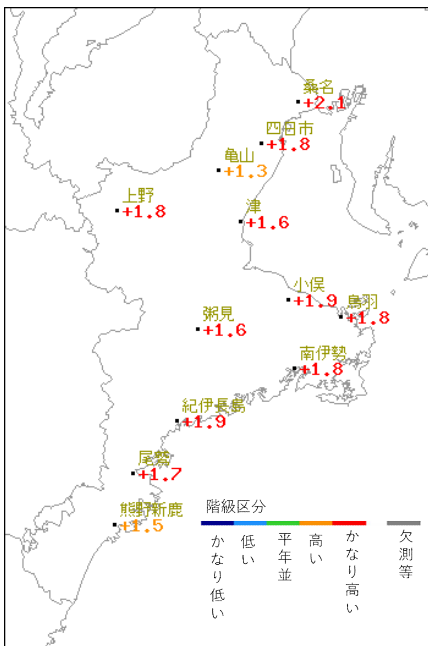 桑名
+2.1
四日市
+1.8
亀山
+1.3
上野
+1.8
津
+1.6
小俣
+1.9
鳥羽
+1.8
粥見
+1.6
南伊勢
+1.8
紀伊長島
+1.9
尾鷲
+1.7
熊野新鹿
+1.5
階級区分
かなり低い
低い
平年並
高い
かなり高い
欠測等